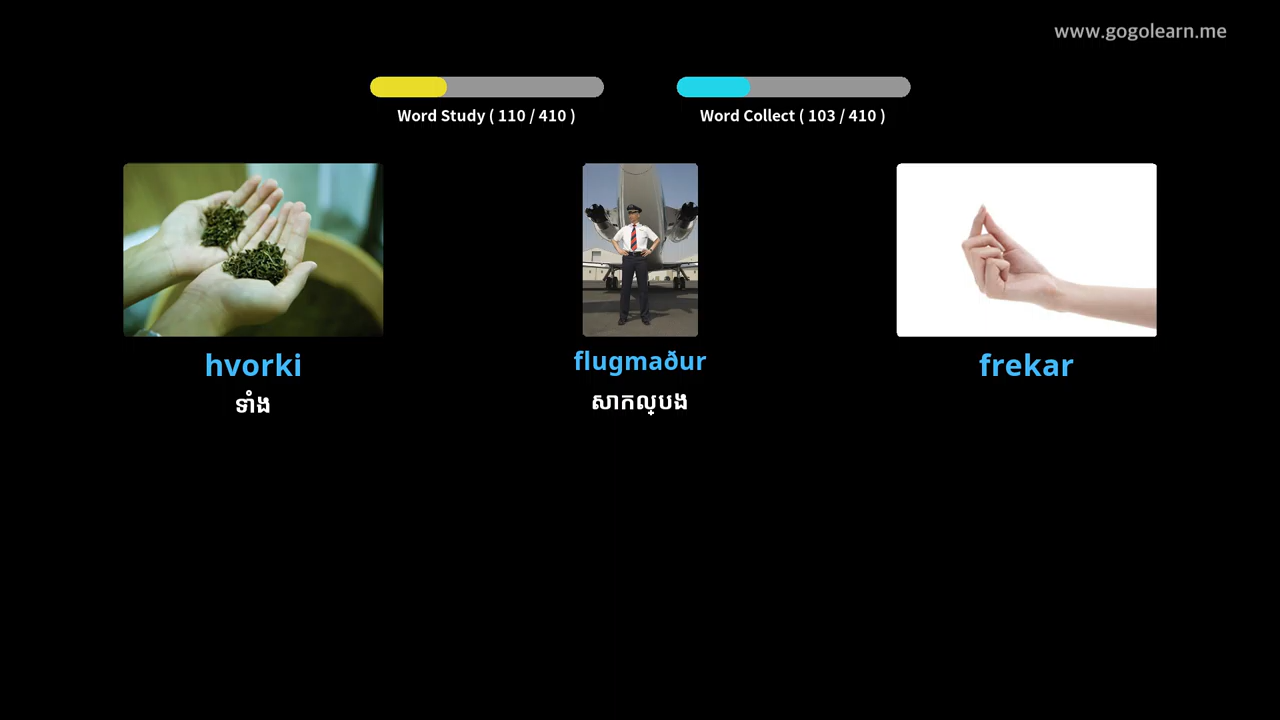 www.gogolearn.me
Word Study ( 110 / 410 )
Word Collect ( 103 / 410 )
hvorki
flugmaður
frekar
ទាំង
សាកល្បង